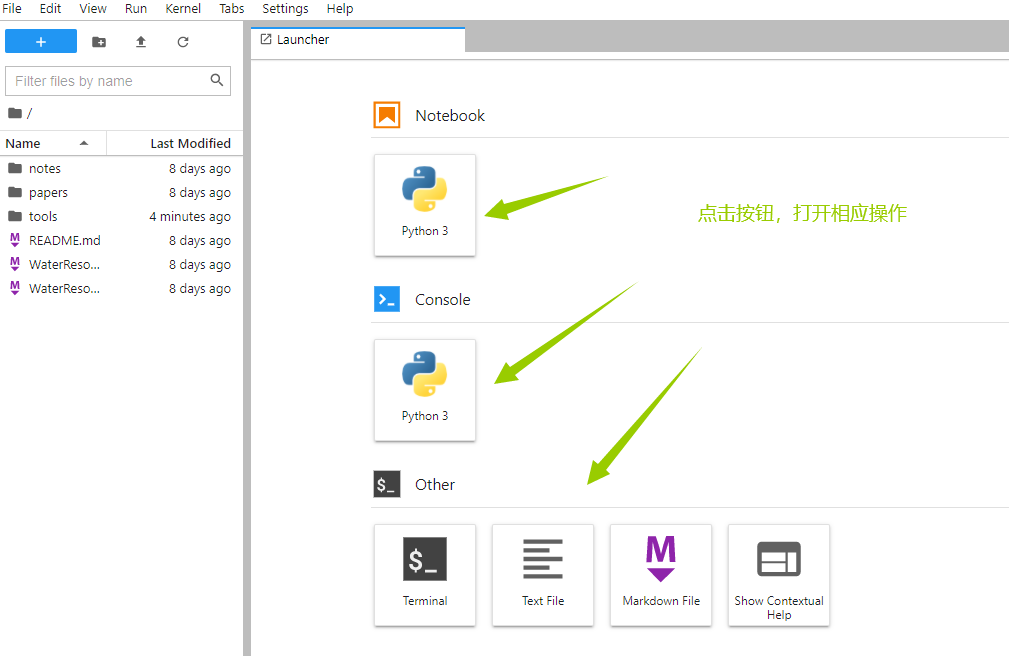 File Edit View Run Kernel Tabs Settings Help
+
Launcher
Filter files by name
/
Name Last Modified
notes 8 days ago
papers 8 days ago
tools 4 minutes ago
README.md 8 days ago
WaterReso... 8 days ago
WaterReso... 8 days ago
Notebook
Python 3
点击按钮，打开相应操作
Console
Python 3
$_ Other
$_
Terminal
Text File
M
Markdown File
Show Contextual
Help